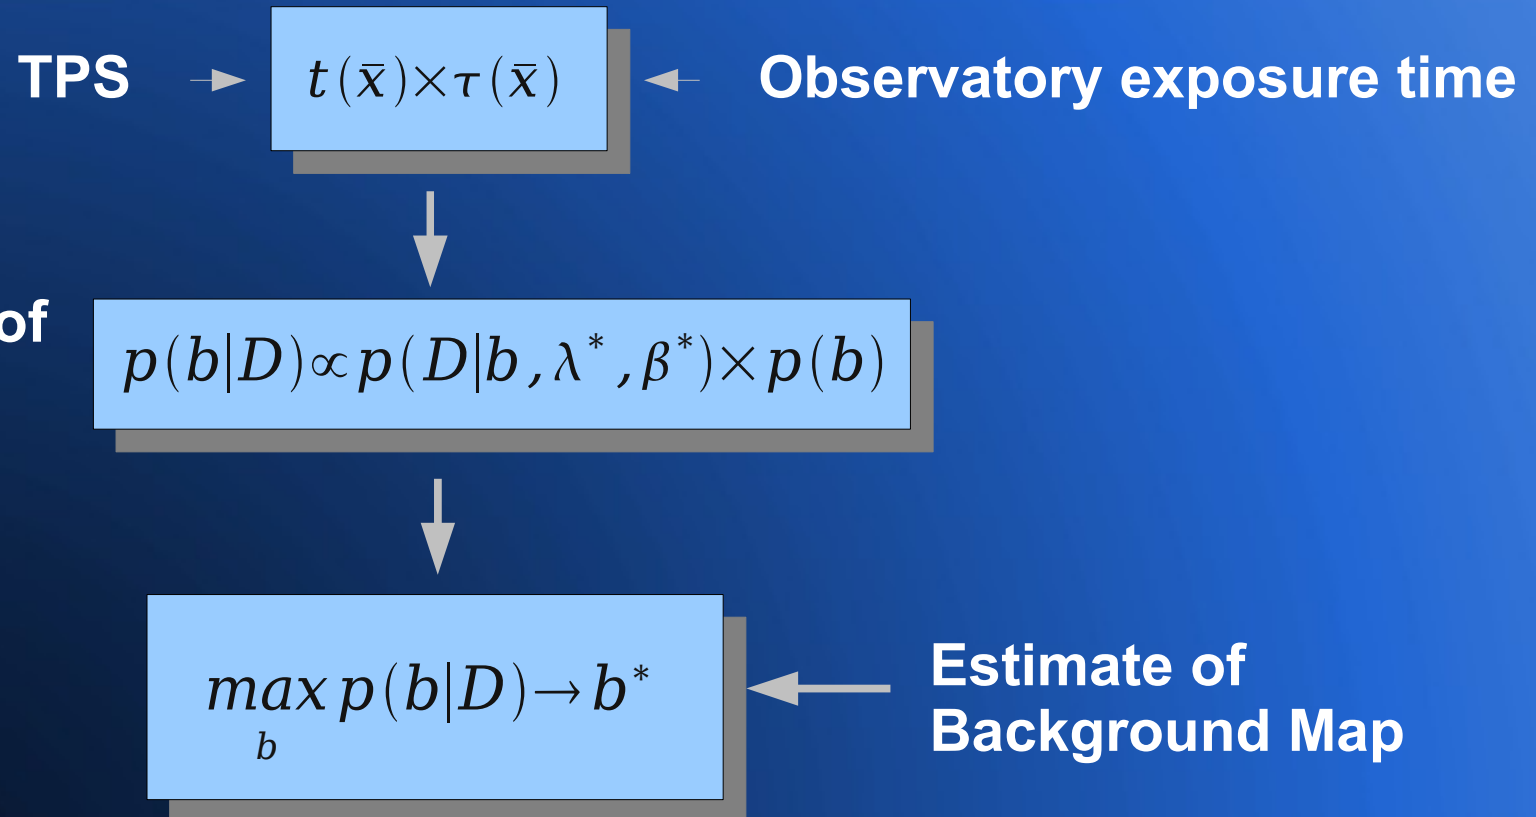 TPS t(x̄)×τ(x̄) Observatory exposure time
of
p(b|D)∝p(D|b,λ*,β*)×p(b)
max p(b|D)→b*
b
Estimate of
Background Map